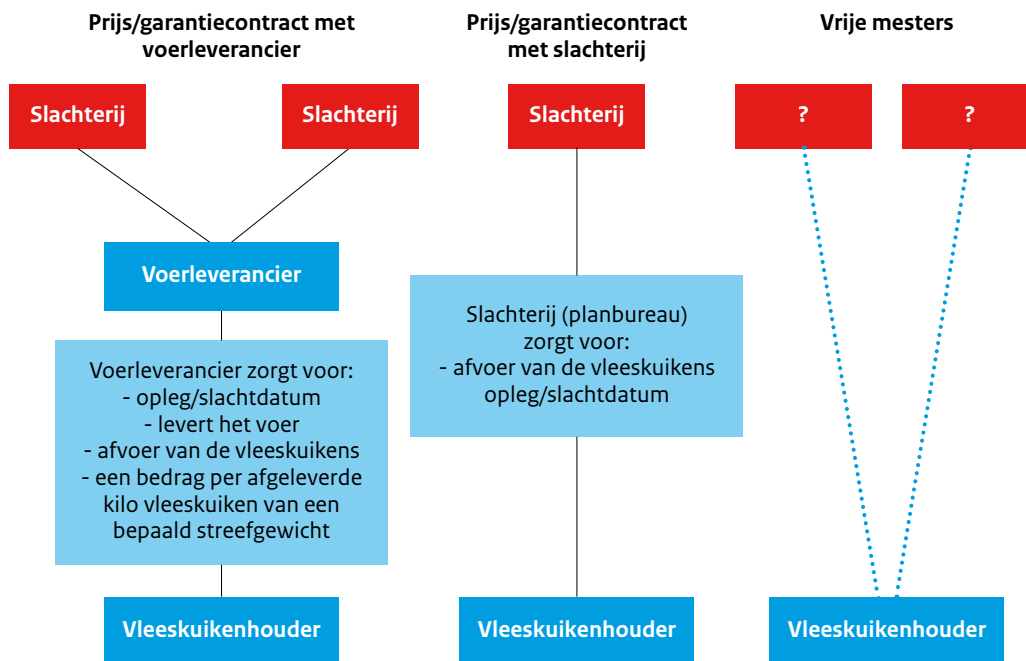 Prijs/garantiecontract met
voerleverancier
Slachterij
Slachterij
Voerleverancier
Voerleverancier zorgt voor:
- opleg/slachtdatum
- levert het voer
- afvoer van de vleeskuikens
- een bedrag per afgeleverde
kilo vleeskuiken van een
bepaald streefgewicht
Vleeskuikenhouder
Prijs/garantiecontract
met slachterij
Slachterij
Slachterij (planbureau)
zorgt voor:
- afvoer van de vleeskuikens
opleg/slachtdatum
Vleeskuikenhouder
Vrije mesters
?
?
Vleeskuikenhouder